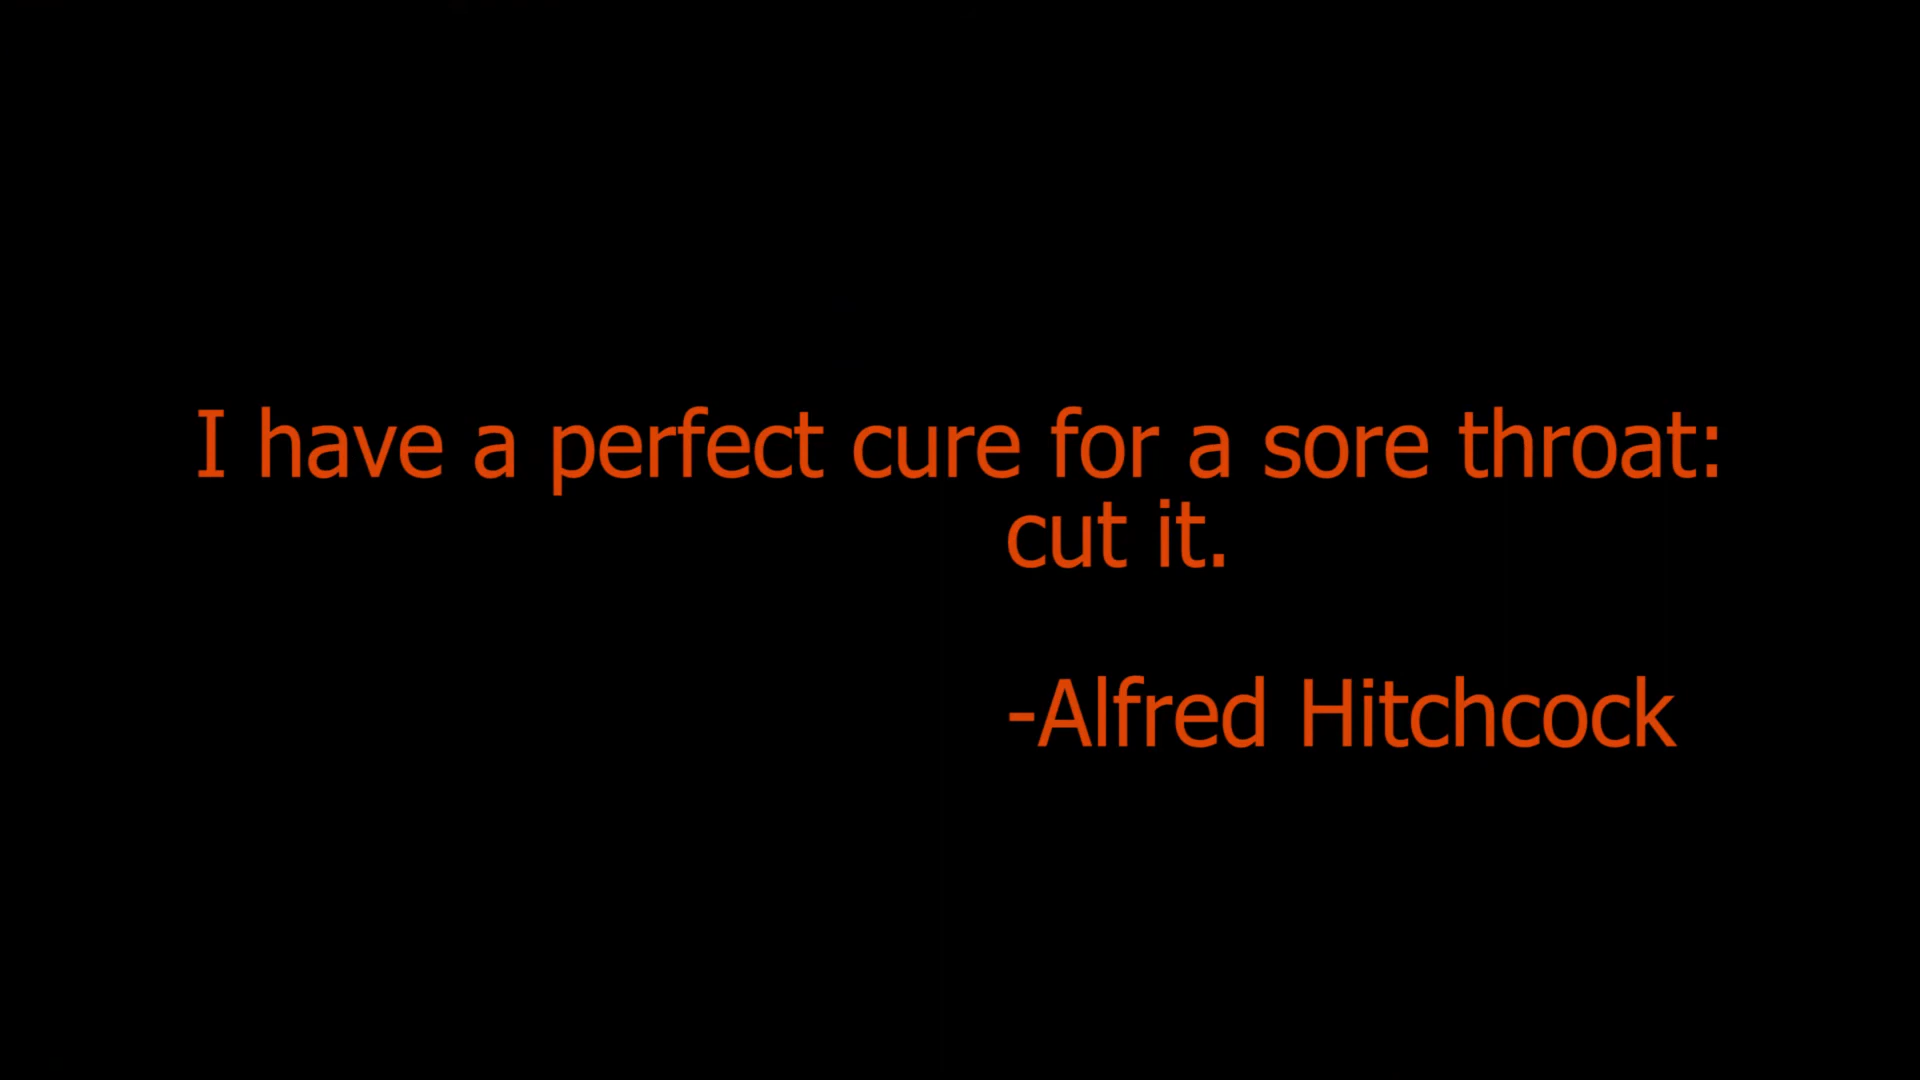 I have a perfect cure for a sore throat:
cut it.
-Alfred Hitchcock